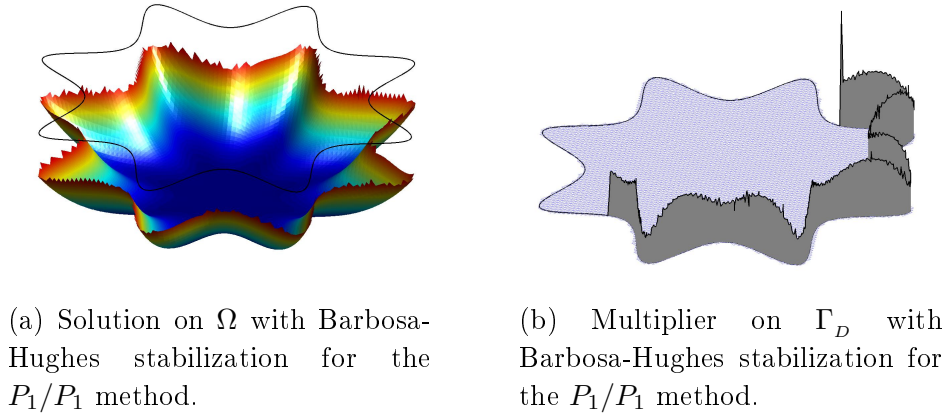 (a) Solution on Ω with Barbosa-
Hughes stabilization for the
P₁/P₁ method.
(b) Multiplier on Γ_D with
Barbosa-Hughes stabilization for
the P₁/P₁ method.